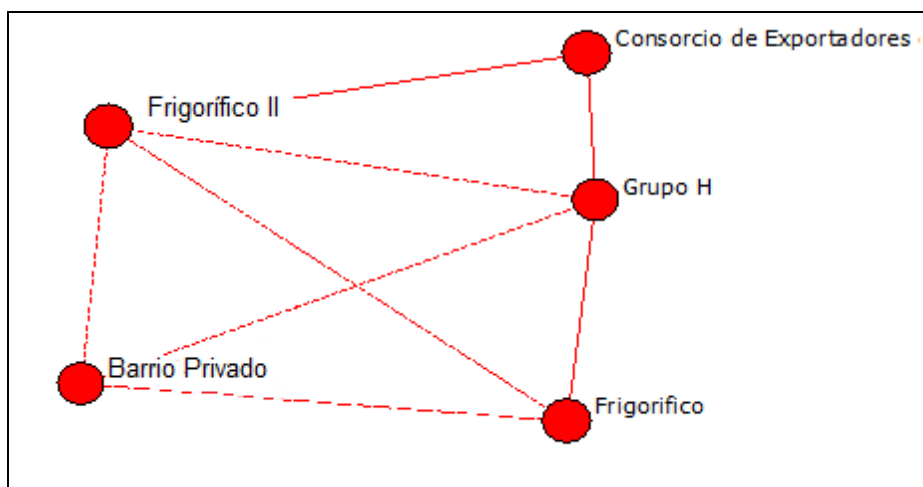 Consorcio de Exportadores
Frigorífico II
Grupo H
Barrio Privado
Frigorifico